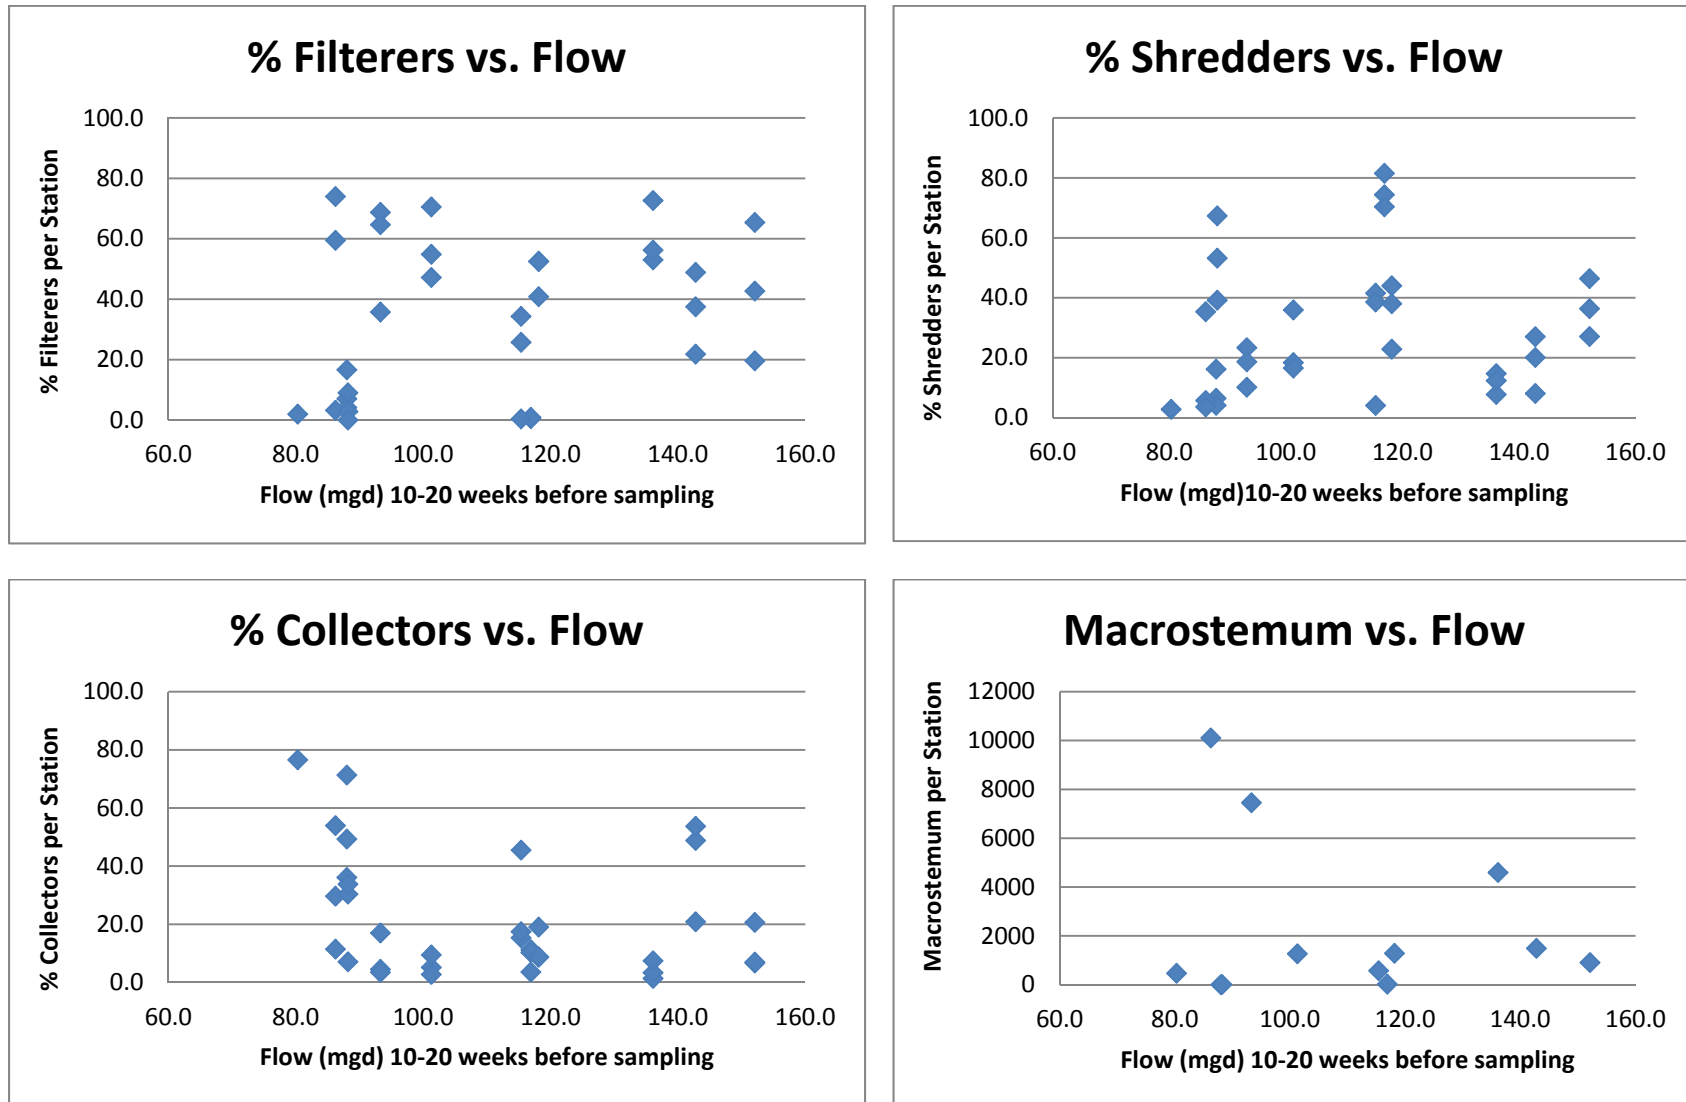 % Filterers vs. Flow
% Filterers per Station
100.0
80.0
60.0
40.0
20.0
0.0
60.0 80.0 100.0 120.0 140.0 160.0
Flow (mgd) 10-20 weeks before sampling
% Shredders vs. Flow
% Shredders per Station
100.0
80.0
60.0
40.0
20.0
0.0
60.0 80.0 100.0 120.0 140.0 160.0
Flow (mgd)10-20 weeks before sampling
% Collectors vs. Flow
% Collectors per Station
100.0
80.0
60.0
40.0
20.0
0.0
60.0 80.0 100.0 120.0 140.0 160.0
Flow (mgd) 10-20 weeks before sampling
Macrostemum vs. Flow
Macrostemum per Station
12000
10000
8000
6000
4000
2000
0
60.0 80.0 100.0 120.0 140.0 160.0
Flow (mgd) 10-20 weeks before sampling